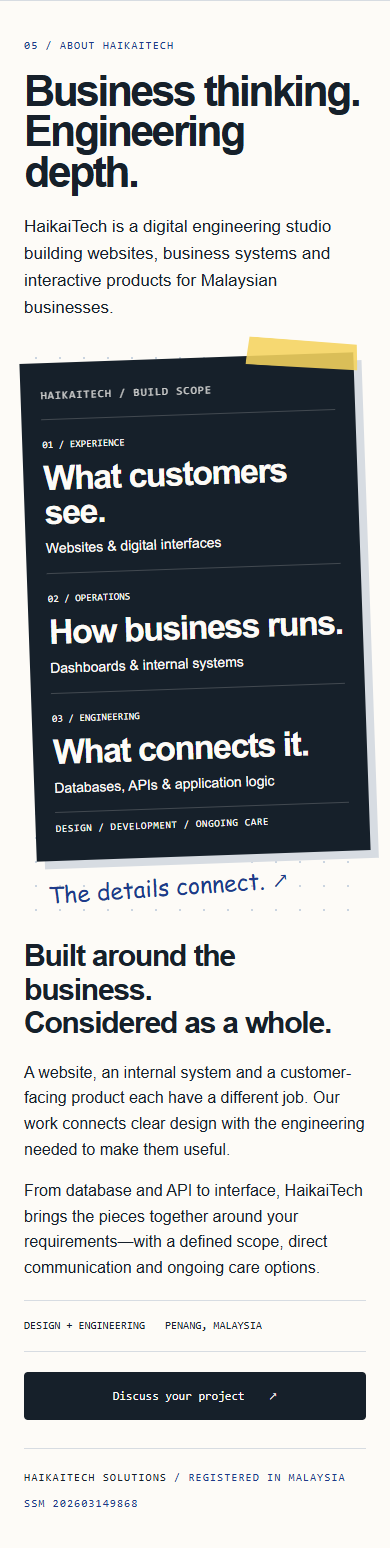 05 / ABOUT HAIKAITECH
Business thinking.
Engineering
depth.
HaikaiTech is a digital engineering studio
building websites, business systems and
interactive products for Malaysian
businesses.
HAIKAITECH / BUILD SCOPE
01 / EXPERIENCE
What customers
see.
Websites & digital interfaces
02 / OPERATIONS
How business runs.
Dashboards & internal systems
03 / ENGINEERING
What connects it.
Databases, APIs & application logic
DESIGN / DEVELOPMENT / ONGOING CARE
The details connect. ↗
Built around the
business.
Considered as a whole.
A website, an internal system and a customer-
facing product each have a different job. Our
work connects clear design with the engineering
needed to make them useful.
From database and API to interface, HaikaiTech
brings the pieces together around your
requirements—with a defined scope, direct
communication and ongoing care options.
DESIGN + ENGINEERING PENANG, MALAYSIA
Discuss your project ↗
HAIKAITECH SOLUTIONS / REGISTERED IN MALAYSIA
SSM 202603149868